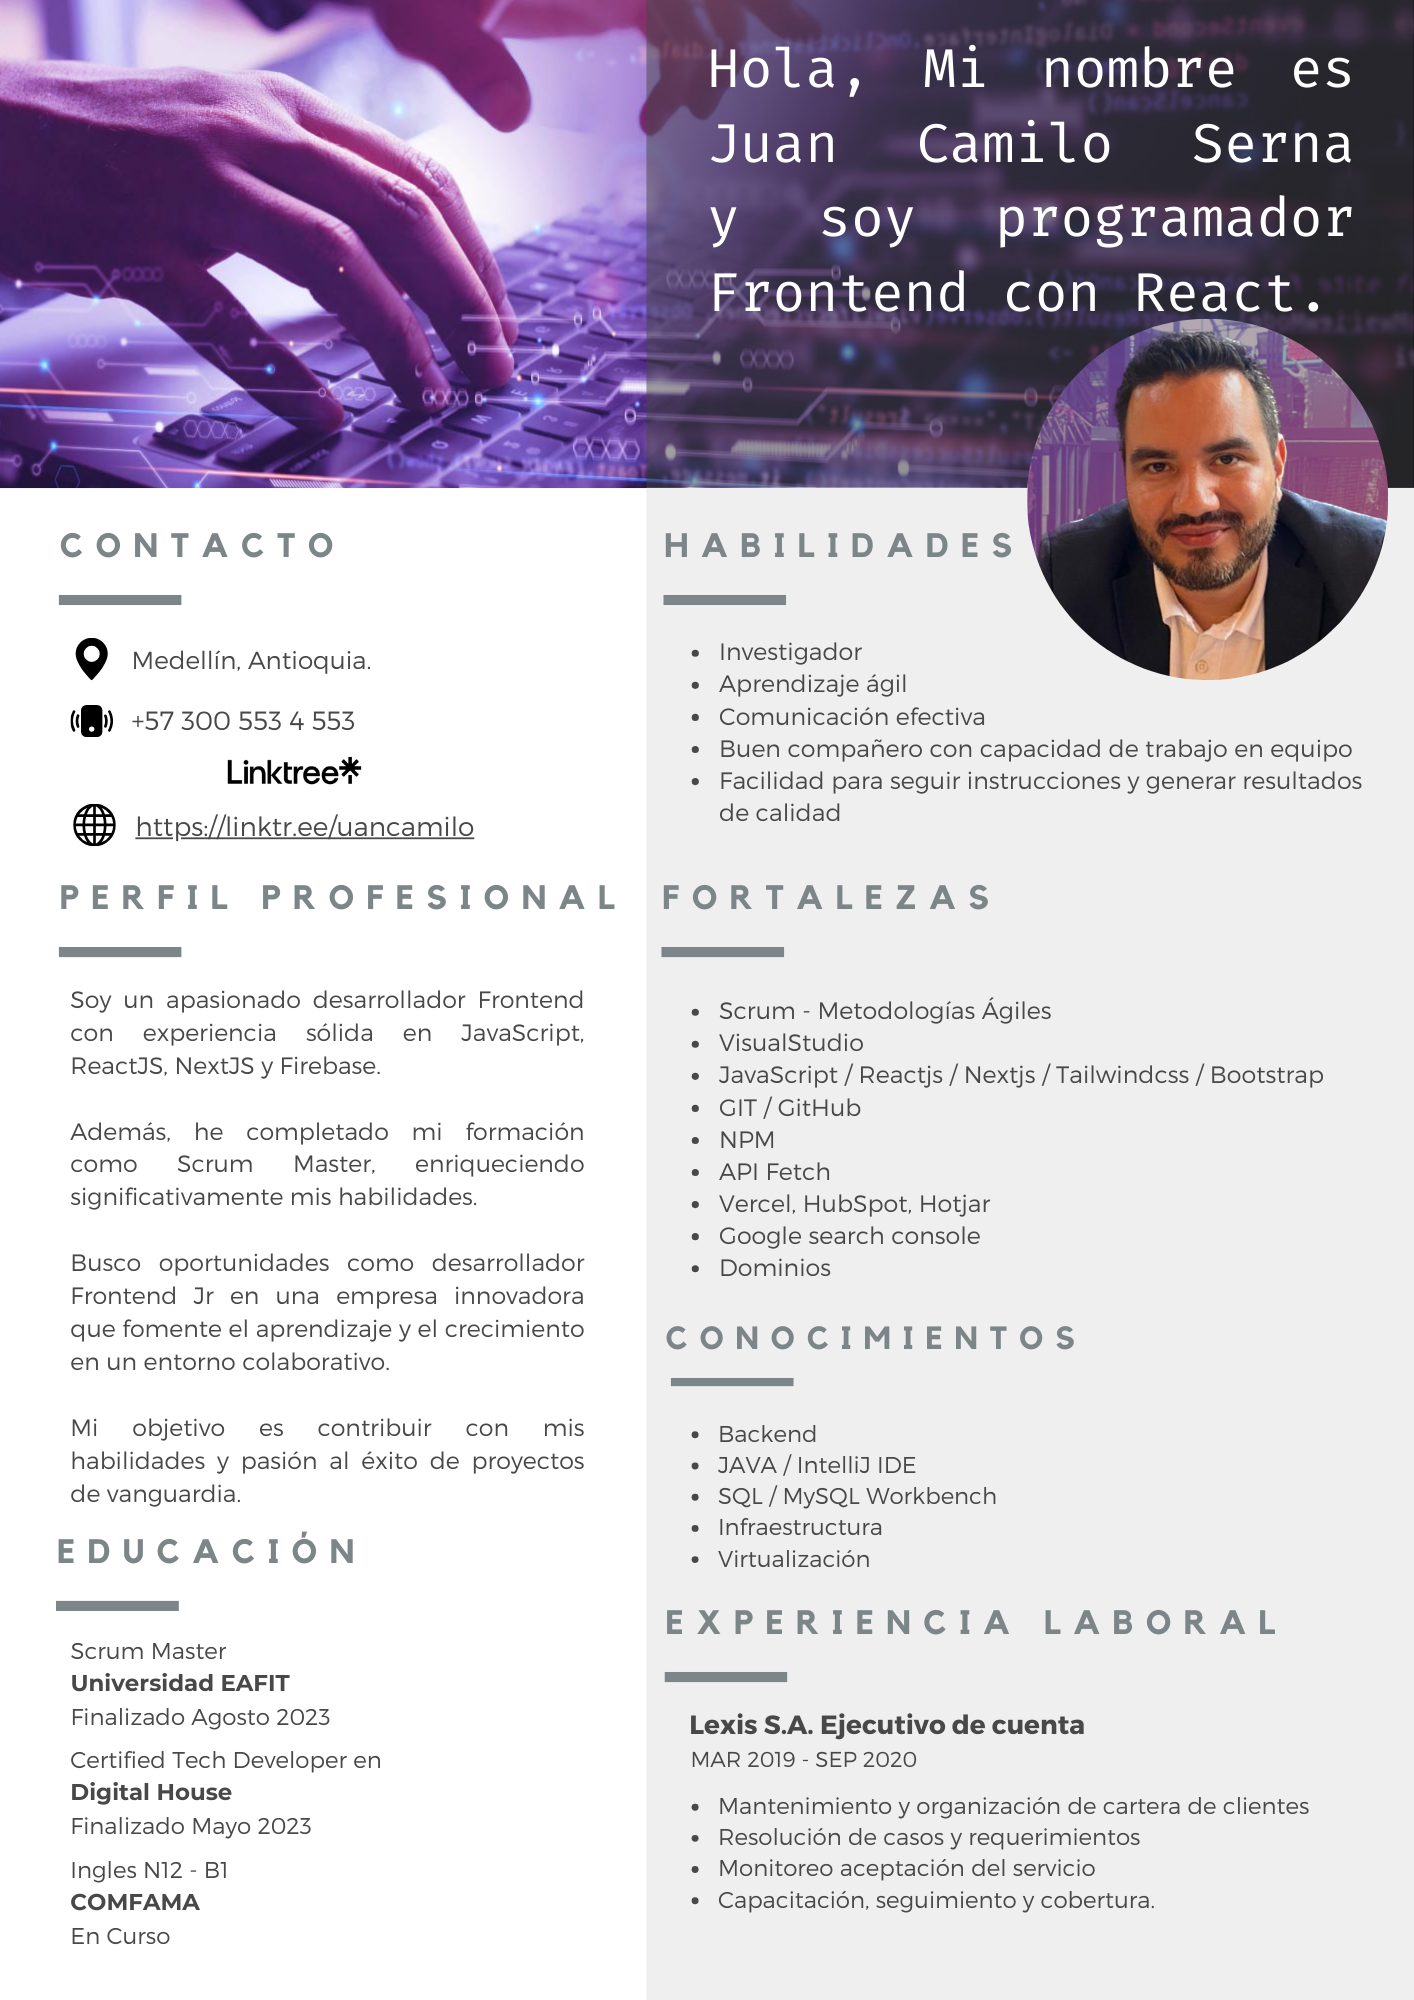 Hola, Mi nombre es
Juan Camilo Serna
y soy programador
Frontend con React.
CONTACTO
Medellín, Antioquia.
+57 300 553 4 553
Linktree
https://linktr.ee/uancamilo
PERFIL PROFESIONAL
Soy un apasionado desarrollador Frontend
con experiencia sólida en JavaScript,
ReactJS, NextJS y Firebase.
Además, he completado mi formación
como Scrum Master, enriqueciendo
significativamente mis habilidades.
Busco oportunidades como desarrollador
Frontend Jr en una empresa innovadora
que fomente el aprendizaje y el crecimiento
en un entorno colaborativo.
Mi objetivo es contribuir con mis
habilidades y pasión al éxito de proyectos
de vanguardia.
EDUCACIÓN
Scrum Master
Universidad EAFIT
Finalizado Agosto 2023
Certified Tech Developer en
Digital House
Finalizado Mayo 2023
Ingles N12 - B1
COMFAMA
En Curso
HABILIDADES
• Investigador
• Aprendizaje ágil
• Comunicación efectiva
• Buen compañero con capacidad de trabajo en equipo
• Facilidad para seguir instrucciones y generar resultados
de calidad
FORTALEZAS
• Scrum - Metodologías Ágiles
• VisualStudio
• JavaScript / Reactjs / Nextjs / Tailwindcss / Bootstrap
• GIT / GitHub
• NPM
• API Fetch
• Vercel, HubSpot, Hotjar
• Google search console
• Dominios
CONOCIMIENTOS
• Backend
• JAVA / IntelliJ IDE
• SQL / MySQL Workbench
• Infraestructura
• Virtualización
EXPERIENCIA LABORAL
Lexis S.A. Ejecutivo de cuenta
MAR 2019 - SEP 2020
• Mantenimiento y organización de cartera de clientes
• Resolución de casos y requerimientos
• Monitoreo aceptación del servicio
• Capacitación, seguimiento y cobertura.